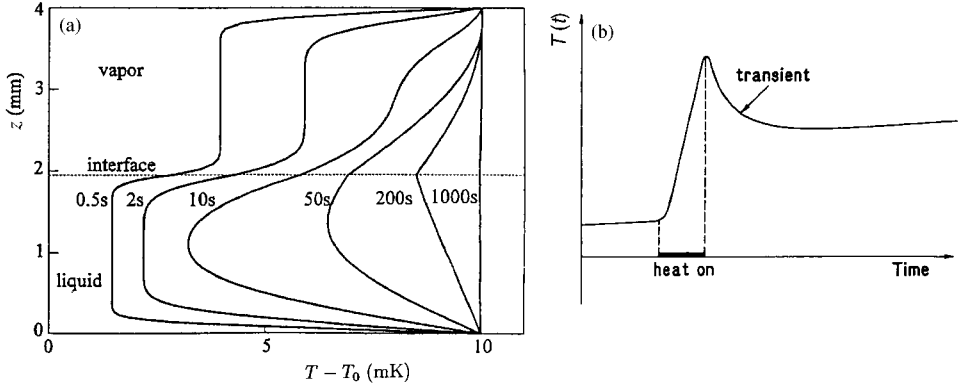 (a)
4
3
2
1
0
z (mm)
vapor
interface
0.5s 2s 10s 50s 200s 1000s
liquid
0 5 10
T − T₀ (mK)
(b)
T(t)
transient
heat on
Time